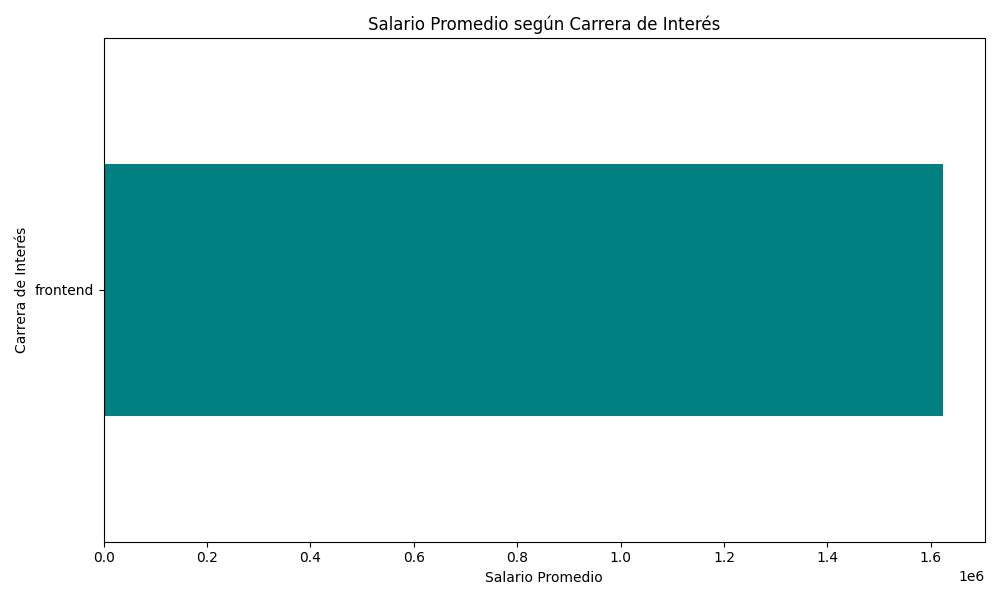 Salario Promedio según Carrera de Interés
Carrera de Interés
frontend
0.0 0.2 0.4 0.6 0.8 1.0 1.2 1.4 1.6
1e6
Salario Promedio